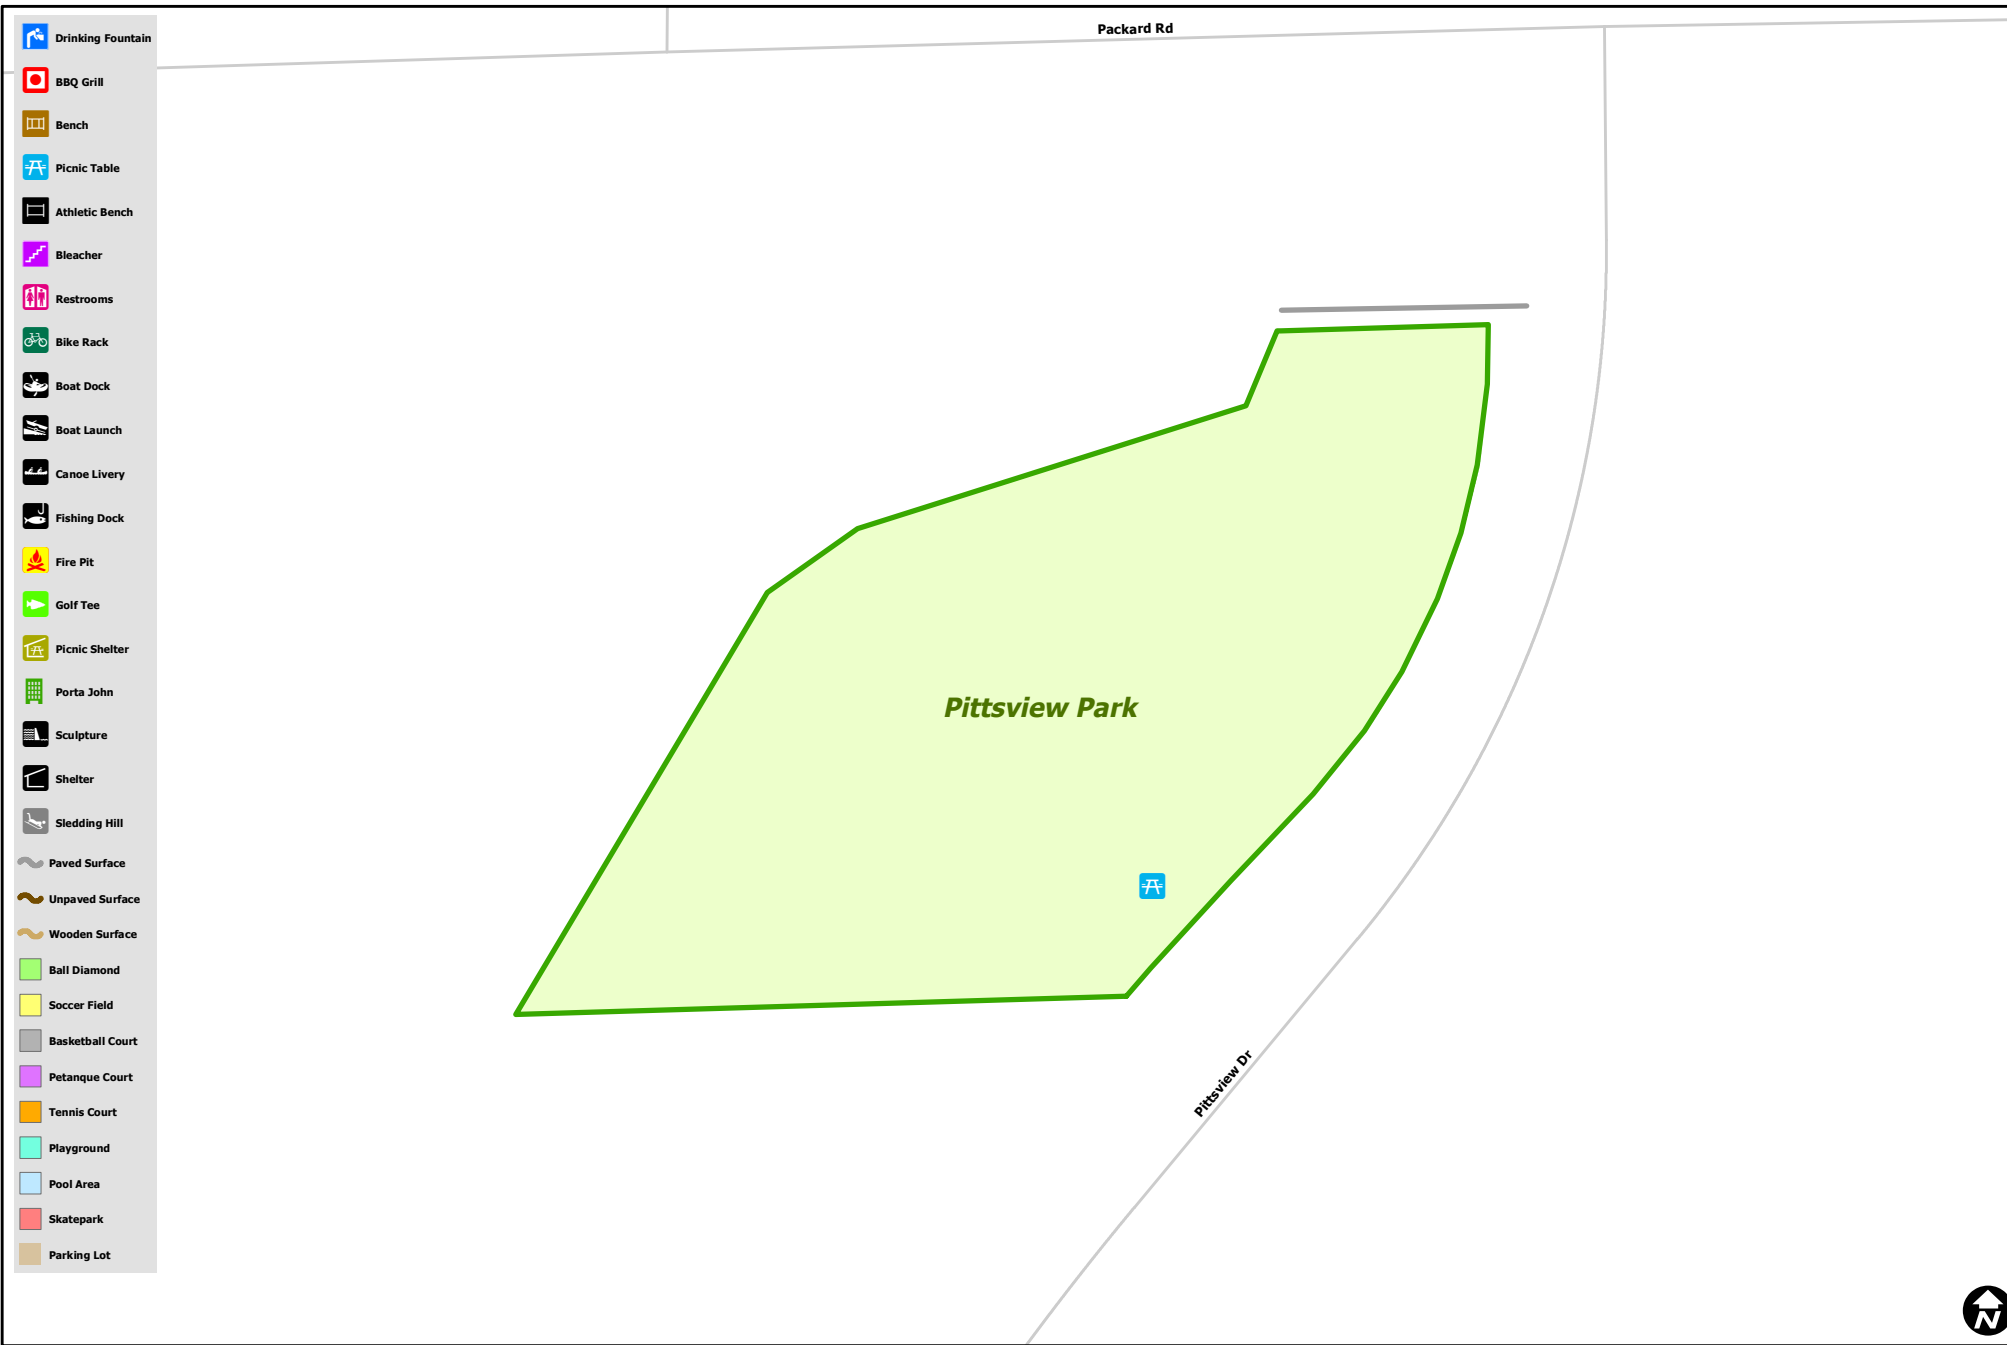 Packard Rd
Drinking Fountain
BBQ Grill
Bench
Picnic Table
Athletic Bench
Bleacher
Restrooms
Bike Rack
Boat Dock
Boat Launch
Canoe Livery
Fishing Dock
Fire Pit
Golf Tee
Picnic Shelter
Porta John
Sculpture
Shelter
Sledding Hill
Paved Surface
Unpaved Surface
Wooden Surface
Ball Diamond
Soccer Field
Basketball Court
Petanque Court
Tennis Court
Playground
Pool Area
Skatepark
Parking Lot
Pittsview Park
Pittsview Dr
N